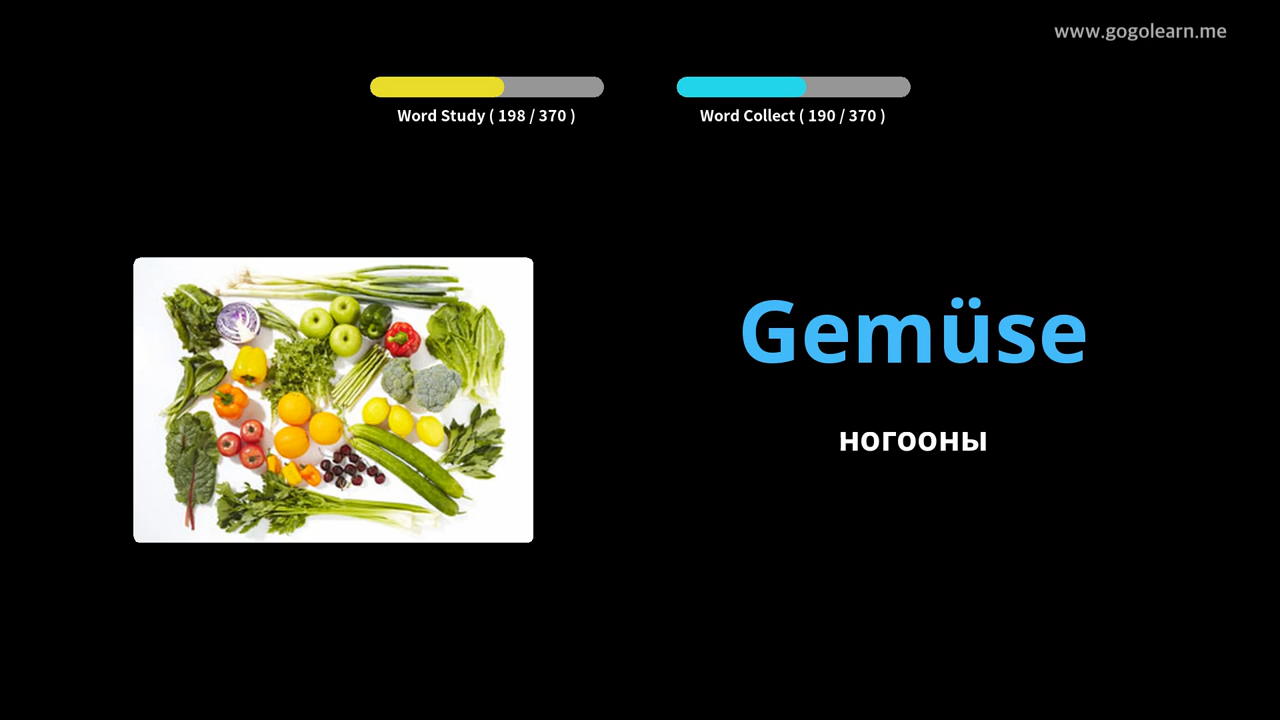 www.gogolearn.me
Word Study ( 198 / 370 )
Word Collect ( 190 / 370 )
Gemüse
ногооны